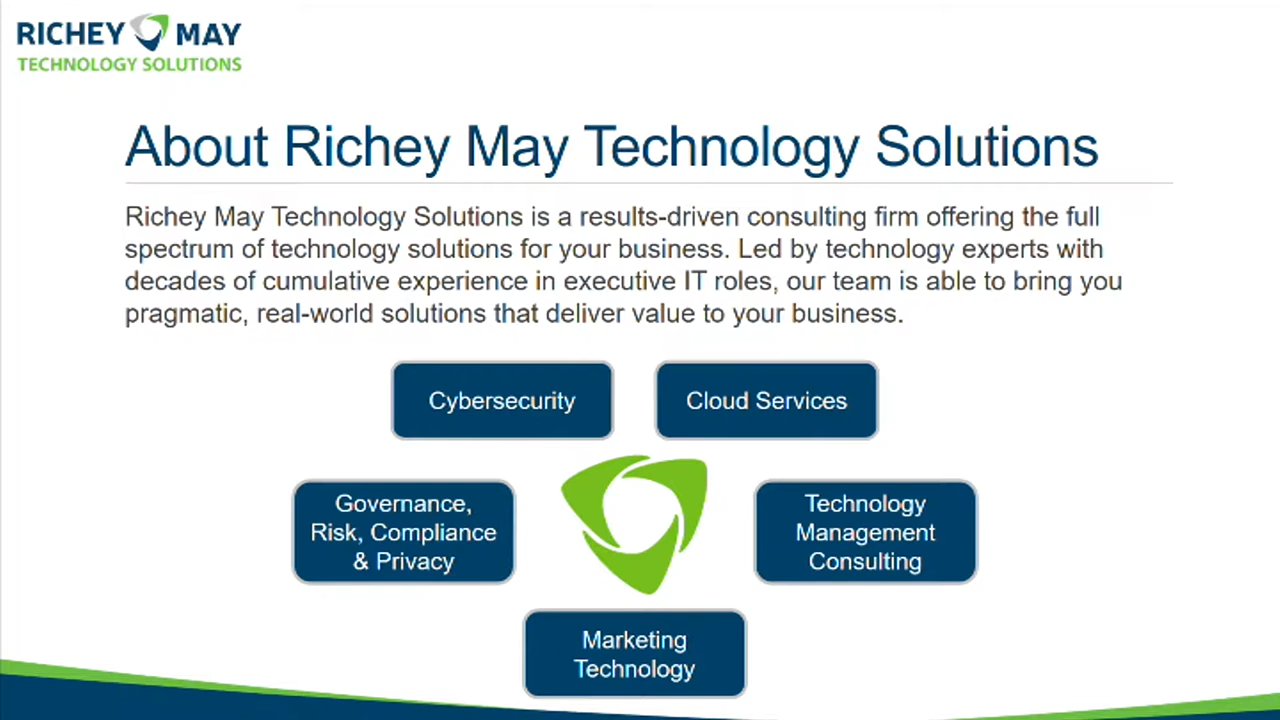 RICHEY MAY
TECHNOLOGY SOLUTIONS
About Richey May Technology Solutions
Richey May Technology Solutions is a results-driven consulting firm offering the full
spectrum of technology solutions for your business. Led by technology experts with
decades of cumulative experience in executive IT roles, our team is able to bring you
pragmatic, real-world solutions that deliver value to your business.
Cybersecurity
Cloud Services
Governance,
Risk, Compliance
& Privacy
Technology
Management
Consulting
Marketing
Technology